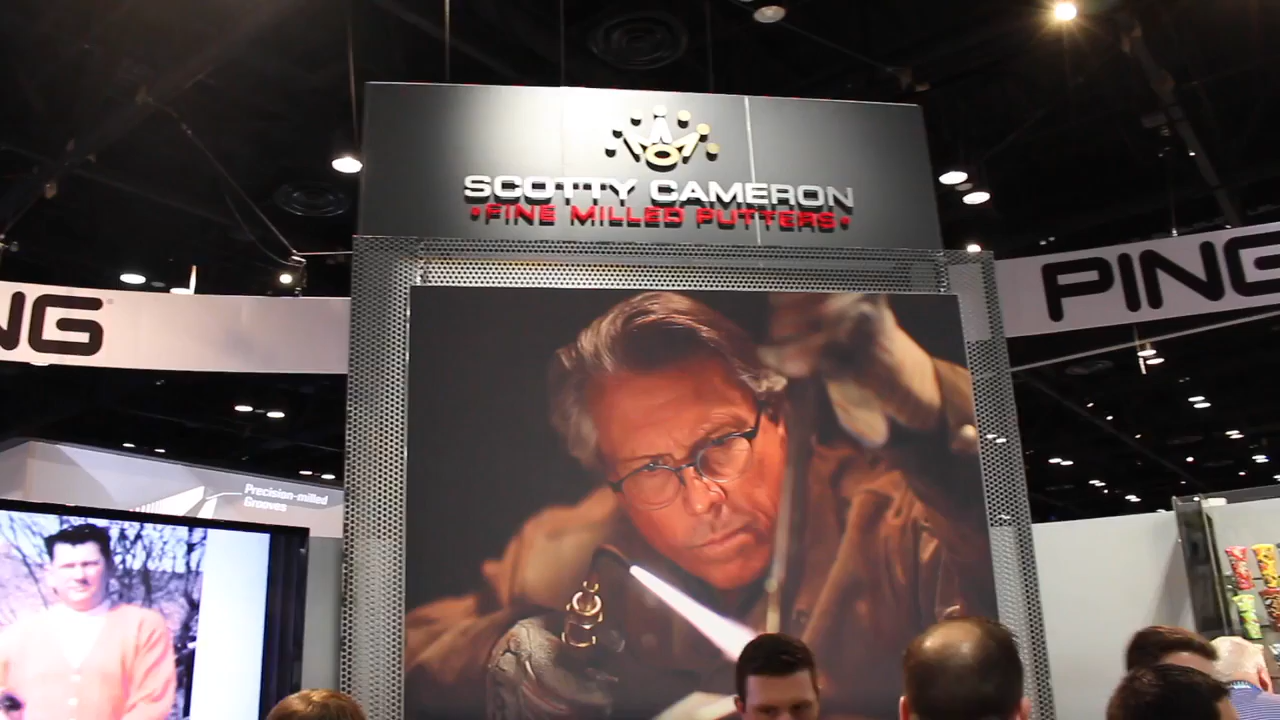 SCOTTY CAMERON
•FINE MILLED PUTTERS•
NG
PING
Precision-milled
Grooves